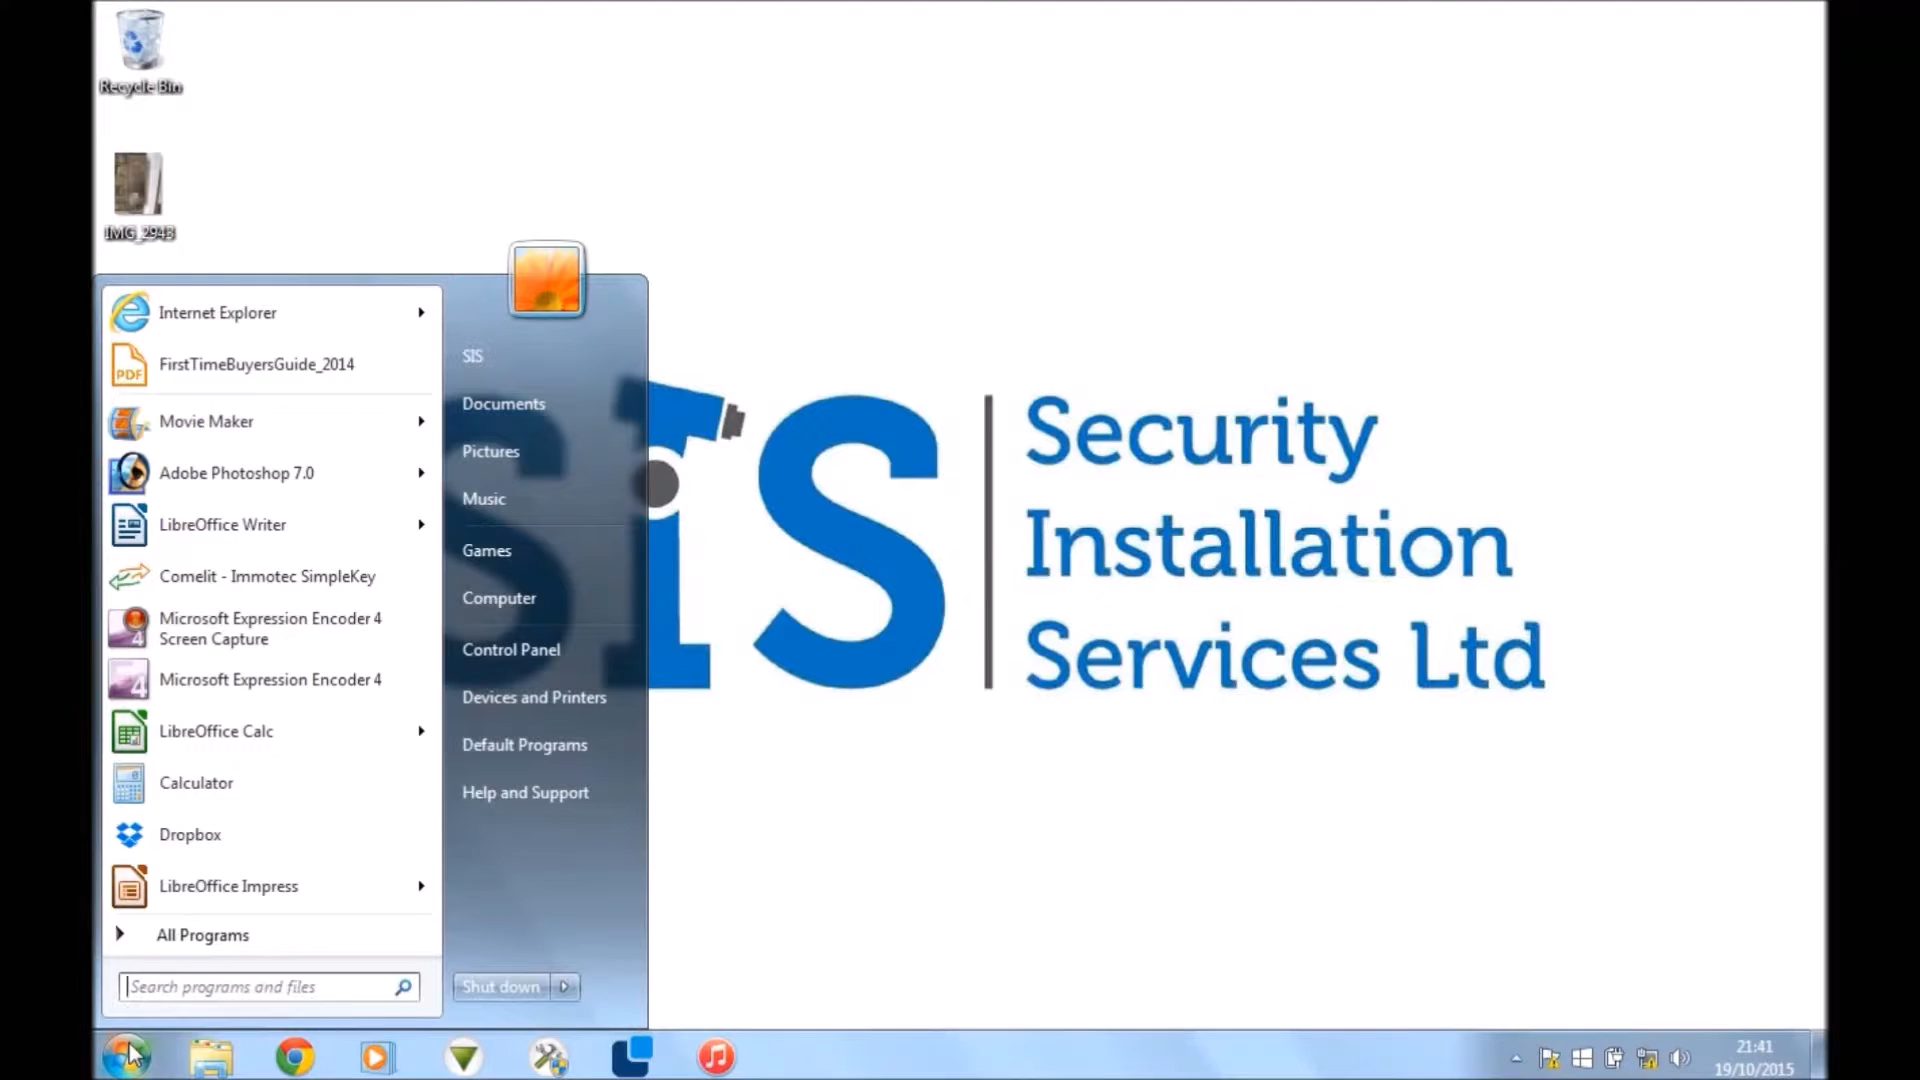 Recycle Bin
IMG_2943
Internet Explorer
FirstTimeBuyersGuide_2014
Movie Maker
Adobe Photoshop 7.0
LibreOffice Writer
Comelit - Immotec SimpleKey
Microsoft Expression Encoder 4
Screen Capture
Microsoft Expression Encoder 4
LibreOffice Calc
Calculator
Dropbox
LibreOffice Impress
All Programs
Search programs and files
SIS
Documents
Pictures
Music
Games
Computer
Control Panel
Devices and Printers
Default Programs
Help and Support
Shut down
SIS
Security
Installation
Services Ltd
21:41
19/10/2015